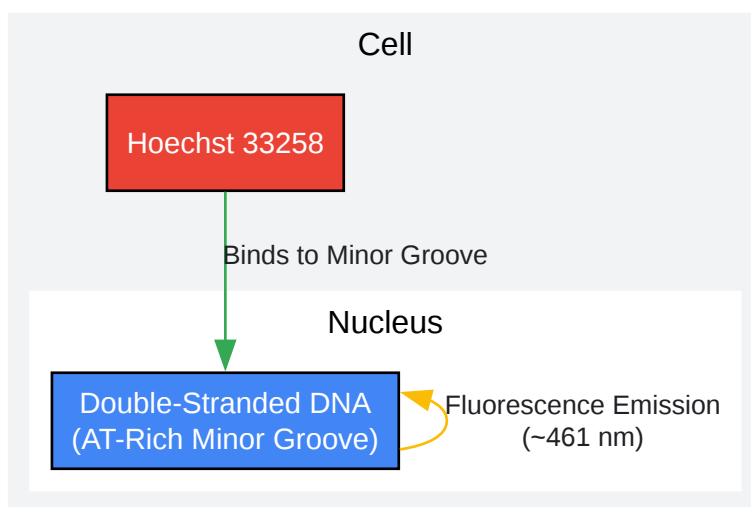 Cell
Hoechst 33258
Binds to Minor Groove
Nucleus
Double-Stranded DNA
(AT-Rich Minor Groove)
Fluorescence Emission
(~461 nm)